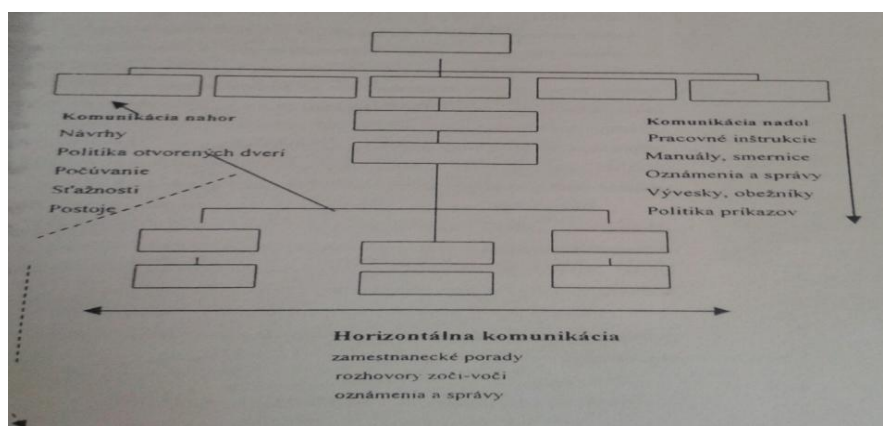 Komunikácia nahor
Návrhy
Politika otvorených dverí
Počúvanie
Sťažnosti
Postoje
Komunikácia nadol
Pracovné inštrukcie
Manuály, smernice
Oznámenia a správy
Vývesky, obežníky
Politika príkazov
Horizontálna komunikácia
zamestnanecké porady
rozhovory zoči-voči
oznámenia a správy